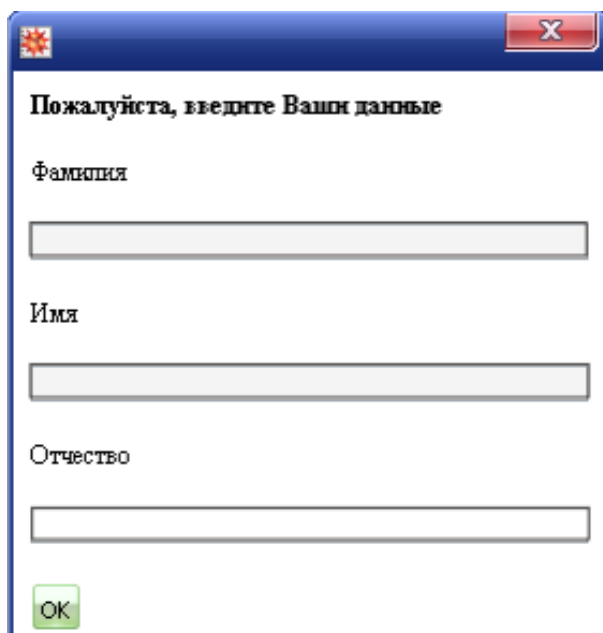 Пожалуйста, введите Ваши данные
Фамилия
Имя
Отчество
OK